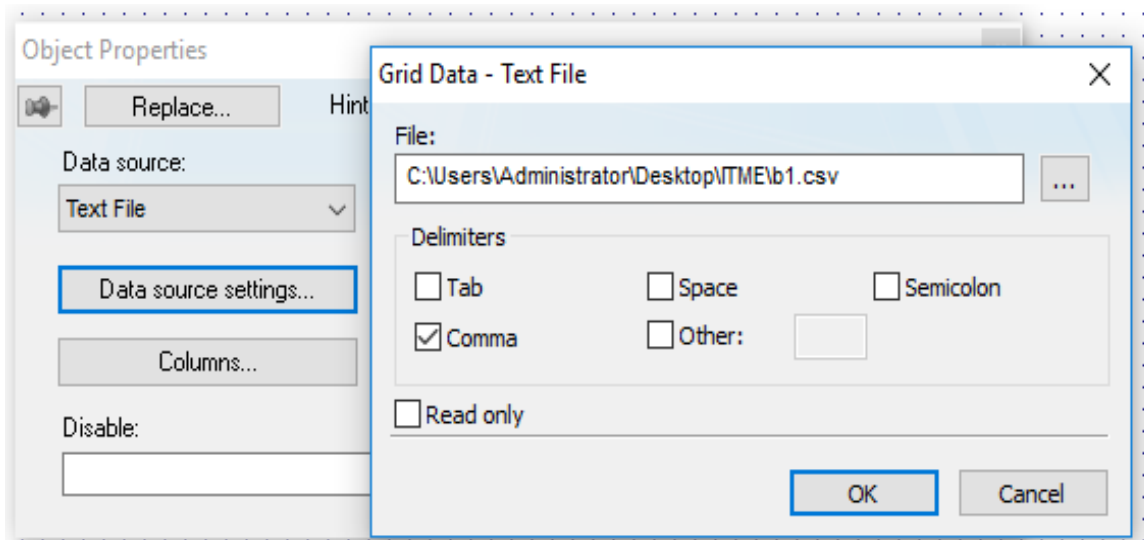 Object Properties
Replace...
Hint
Data source:
Text File
Data source settings...
Columns...
Disable:
Grid Data - Text File
File:
C:\Users\Administrator\Desktop\ITME\b1.csv
...
Delimiters
Tab
Space
Semicolon
Comma
Other:
Read only
OK
Cancel